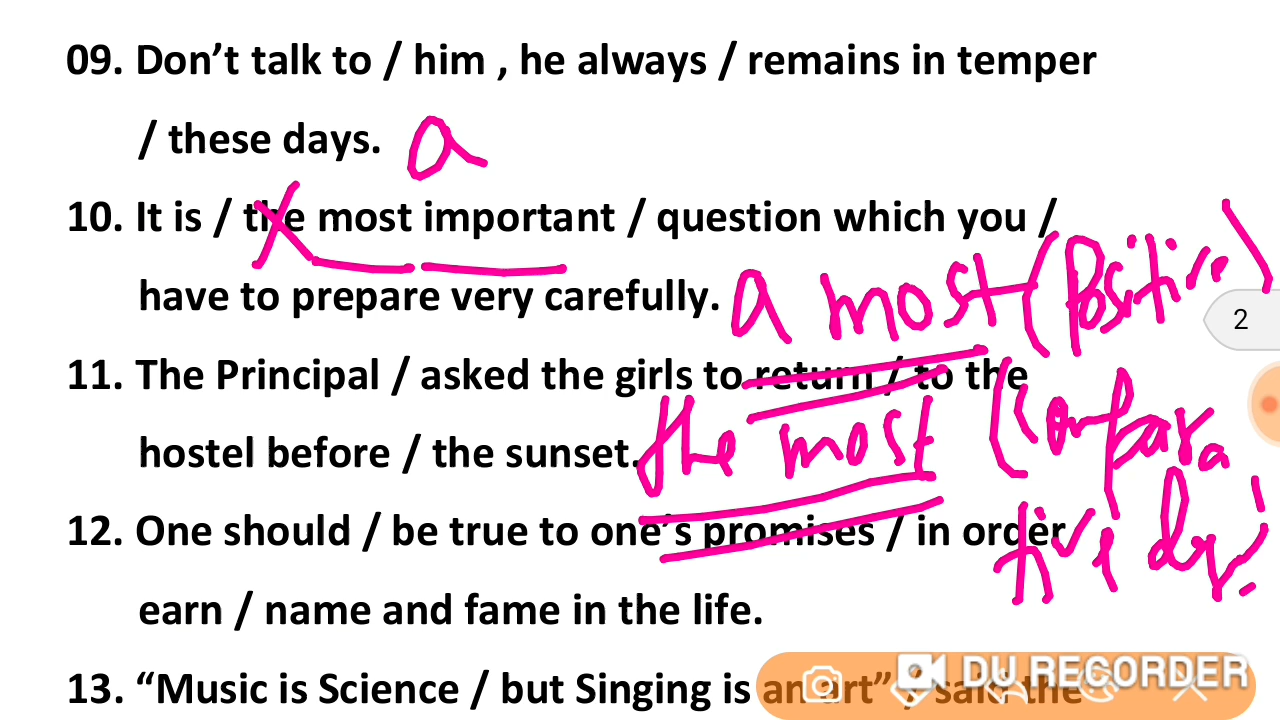 09. Don’t talk to / him , he always / remains in temper
/ these days.
a
10. It is / the most important / question which you /
have to prepare very carefully.
a most (Positive)
2
11. The Principal / asked the girls to return / to the
hostel before / the sunset.
the most (Compara
12. One should / be true to one’s promises / in order
tive
earn / name and fame in the life.
DU RECORDER
13. “Music is Science / but Singing is an art” / said the